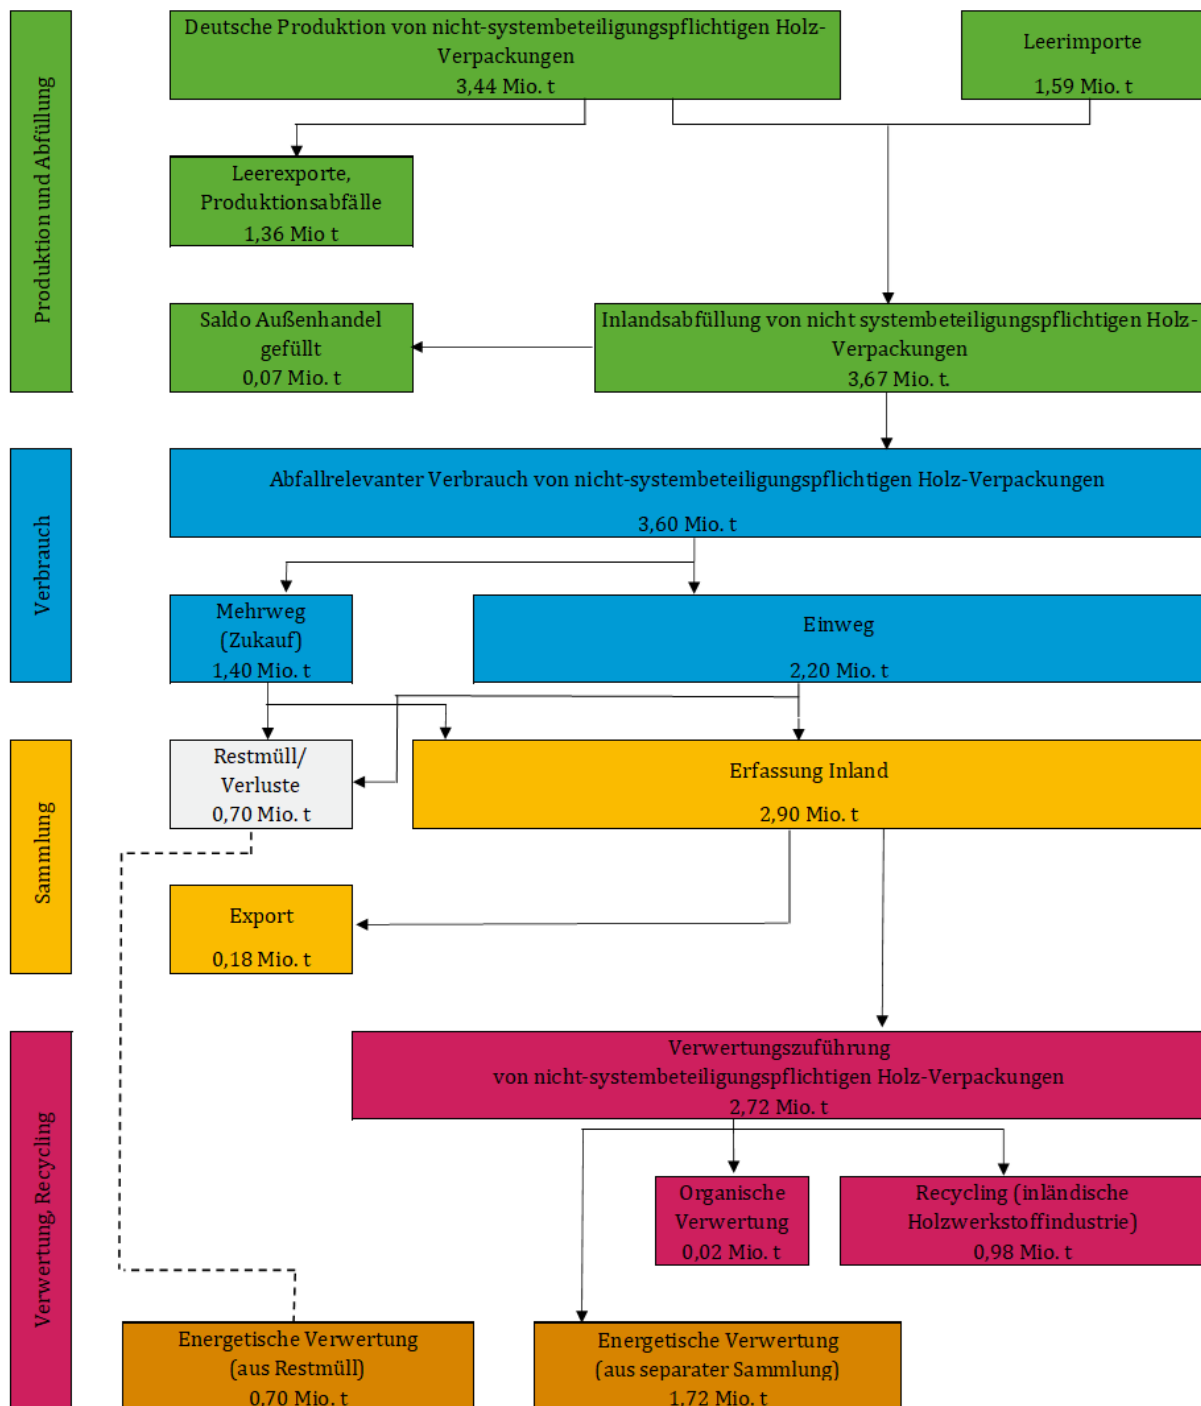 Produktion und Abfüllung
Deutsche Produktion von nicht-systembeteiligungspflichtigen Holz-
Verpackungen
3,44 Mio. t
Leerimporte
1,59 Mio. t
Leerexporte,
Produktionsabfälle
1,36 Mio t
Saldo Außenhandel
gefüllt
0,07 Mio. t
Inlandsabfüllung von nicht systembeteiligungspflichtigen Holz-
Verpackungen
3,67 Mio. t.
Verbrauch
Abfallrelevanter Verbrauch von nicht-systembeteiligungspflichtigen Holz-Verpackungen
3,60 Mio. t
Mehrweg
(Zukauf)
1,40 Mio. t
Einweg
2,20 Mio. t
Sammlung
Restmüll/
Verluste
0,70 Mio. t
Erfassung Inland
2,90 Mio. t
Export
0,18 Mio. t
Verwertung, Recycling
Verwertungszuführung
von nicht-systembeteiligungspflichtigen Holz-Verpackungen
2,72 Mio. t
Organische
Verwertung
0,02 Mio. t
Recycling (inländische
Holzwerkstoffindustrie)
0,98 Mio. t
Energetische Verwertung
(aus Restmüll)
0,70 Mio. t
Energetische Verwertung
(aus separater Sammlung)
1,72 Mio. t